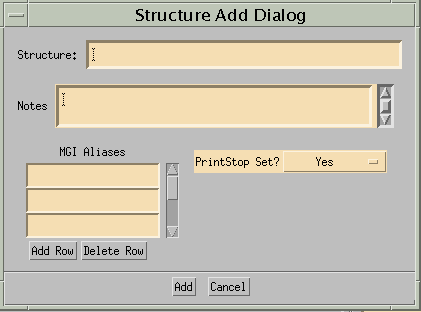 Structure Add Dialog
Structure:
Notes
MGI Aliases
PrintStop Set? Yes
Add Row Delete Row
Add Cancel